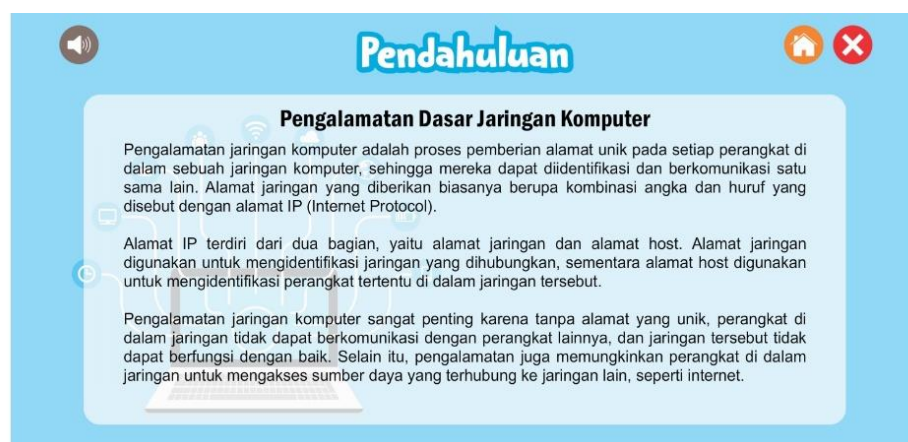 Pendahuluan
Pengalamatan Dasar Jaringan Komputer
Pengalamatan jaringan komputer adalah proses pemberian alamat unik pada setiap perangkat di
dalam sebuah jaringan komputer, sehingga mereka dapat diidentifikasi dan berkomunikasi satu
sama lain. Alamat jaringan yang diberikan biasanya berupa kombinasi angka dan huruf yang
disebut dengan alamat IP (Internet Protocol).
Alamat IP terdiri dari dua bagian, yaitu alamat jaringan dan alamat host. Alamat jaringan
digunakan untuk mengidentifikasi jaringan yang dihubungkan, sementara alamat host digunakan
untuk mengidentifikasi perangkat tertentu di dalam jaringan tersebut.
Pengalamatan jaringan komputer sangat penting karena tanpa alamat yang unik, perangkat di
dalam jaringan tidak dapat berkomunikasi dengan perangkat lainnya, dan jaringan tersebut tidak
dapat berfungsi dengan baik. Selain itu, pengalamatan juga memungkinkan perangkat di dalam
jaringan untuk mengakses sumber daya yang terhubung ke jaringan lain, seperti internet.